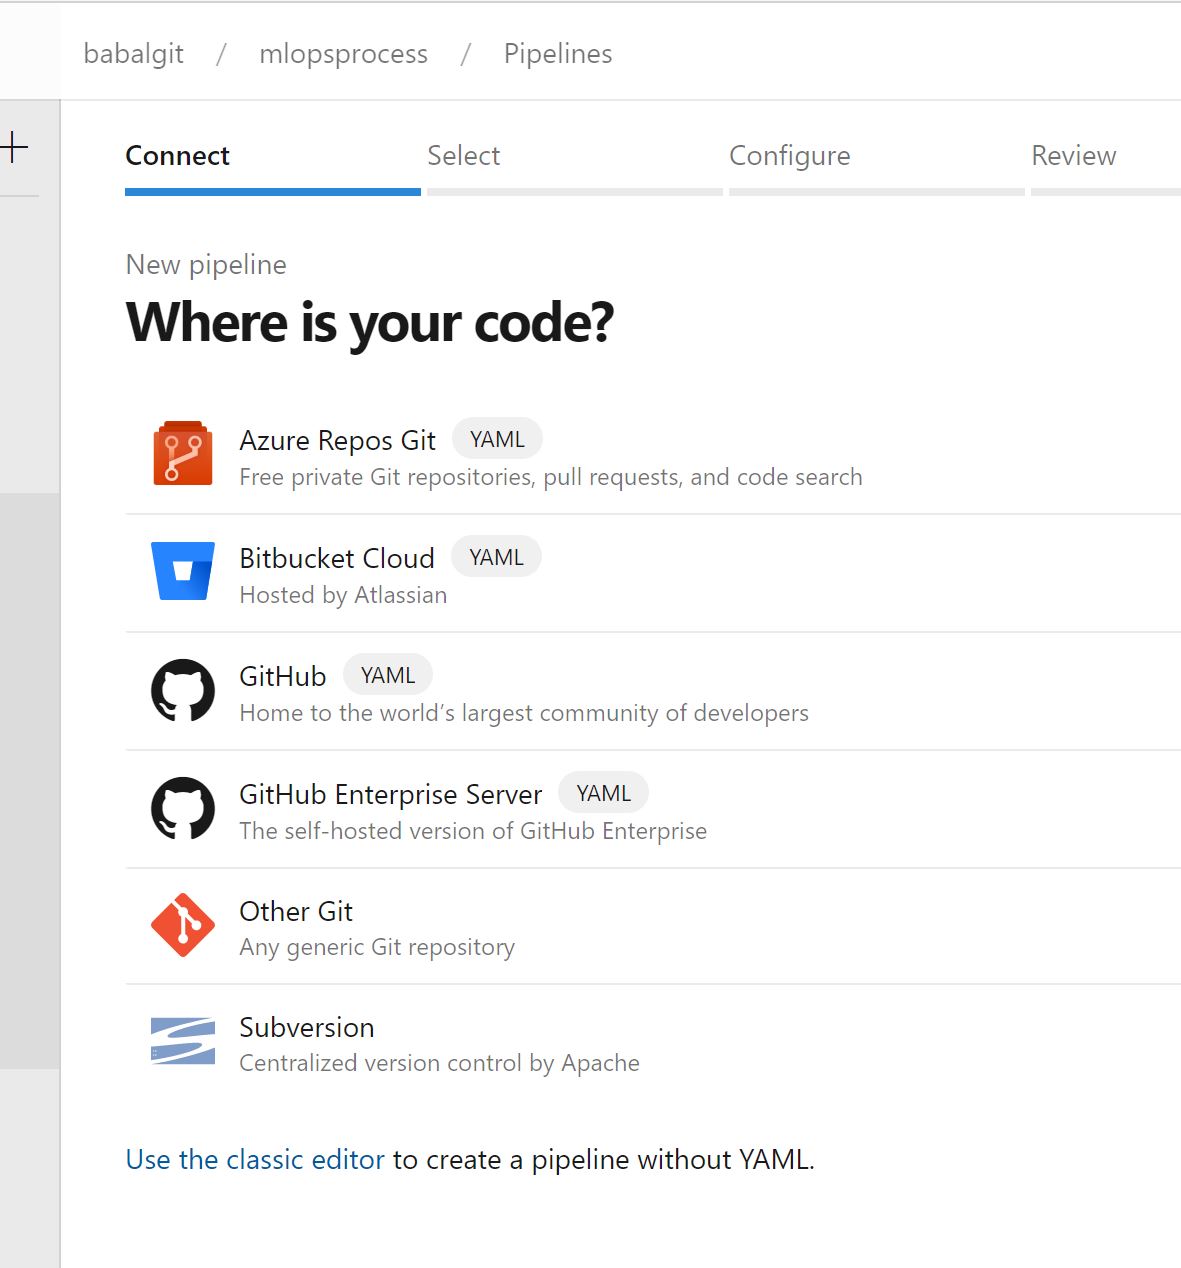 babalgit / mlopsprocess / Pipelines
Connect Select Configure Review
New pipeline
Where is your code?
Azure Repos Git YAML
Free private Git repositories, pull requests, and code search
Bitbucket Cloud YAML
Hosted by Atlassian
GitHub YAML
Home to the world’s largest community of developers
GitHub Enterprise Server YAML
The self-hosted version of GitHub Enterprise
Other Git
Any generic Git repository
Subversion
Centralized version control by Apache
Use the classic editor to create a pipeline without YAML.